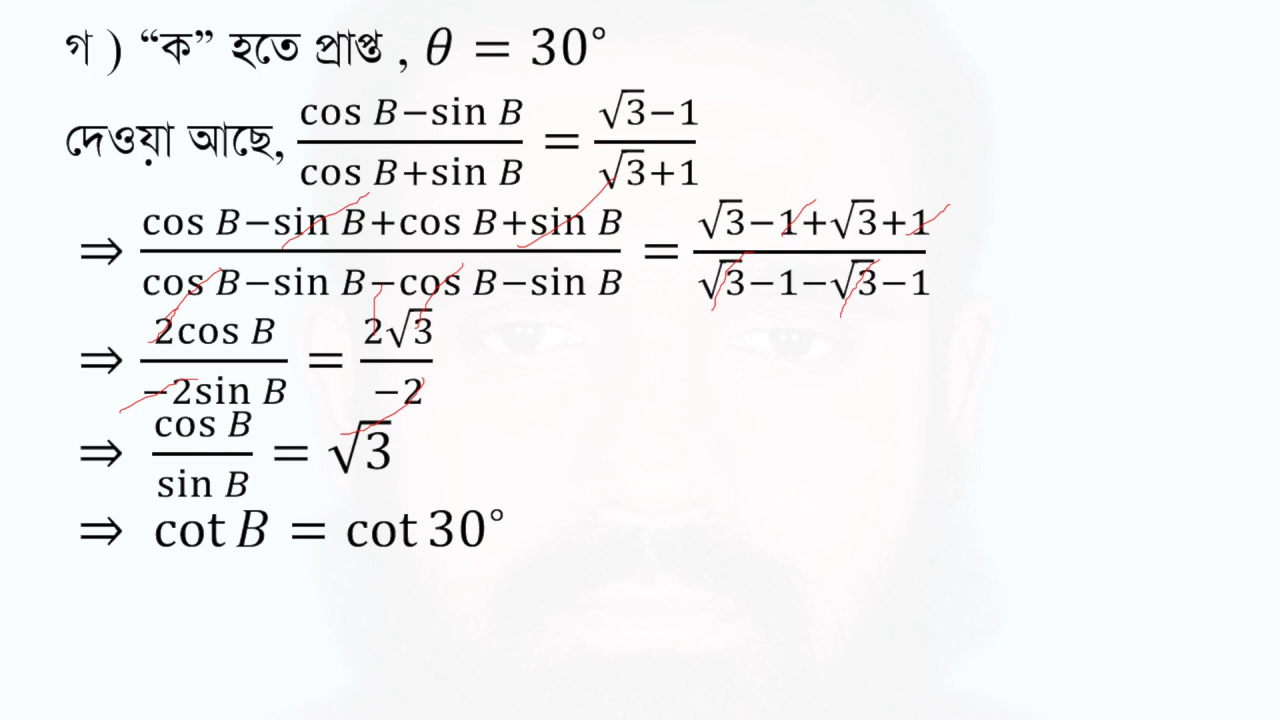 গ ) “ক” হতে প্রাপ্ত , θ = 30°
দেওয়া আছে, (cos B−sin B)/(cos B+sin B) = (√3−1)/(√3+1)
⇒ (cos B−sin B+cos B+sin B)/(cos B−sin B−cos B−sin B) = (√3−1+√3+1)/(√3−1−√3−1)
⇒ (2cos B)/(−2sin B) = (2√3)/(−2)
⇒ (cos B)/(sin B) = √3
⇒ cot B = cot 30°